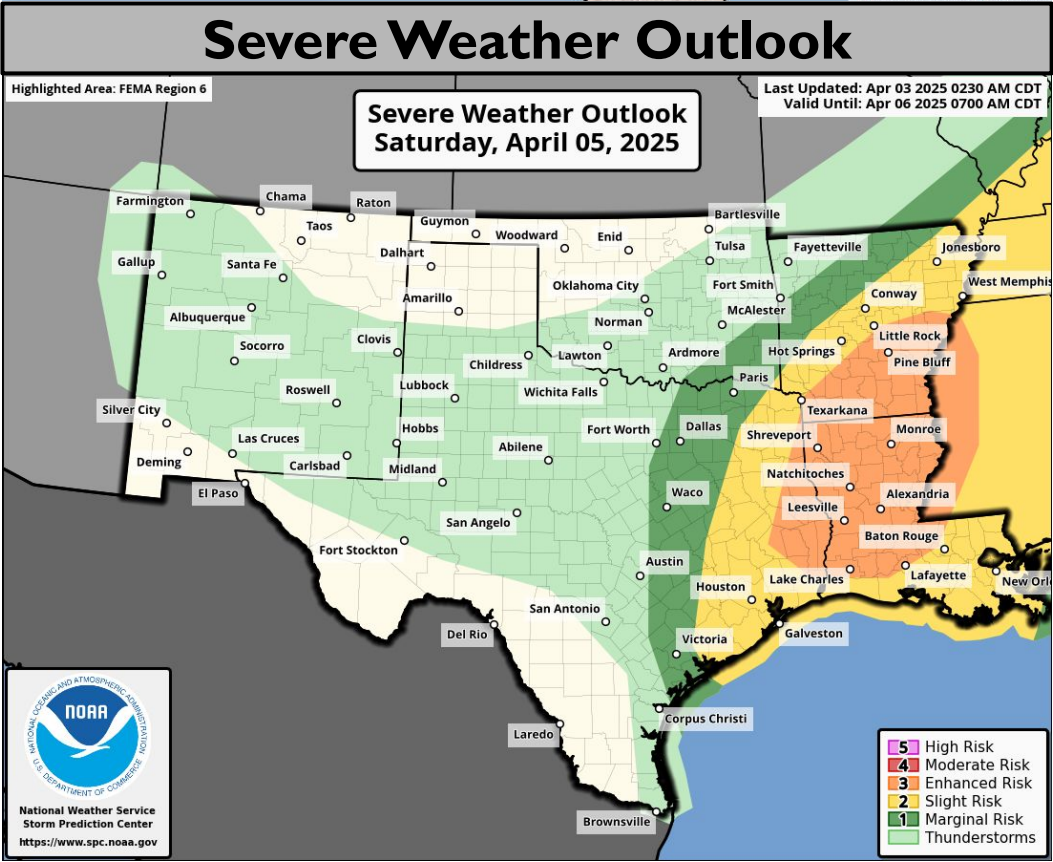 Severe Weather Outlook
Highlighted Area: FEMA Region 6
Last Updated: Apr 03 2025 0230 AM CDT
Valid Until: Apr 06 2025 0700 AM CDT
Severe Weather Outlook
Saturday, April 05, 2025
Farmington
Chama
Raton
Taos
Guymon
Woodward
Enid
Bartlesville
Tulsa
Fayetteville
Jonesboro
Gallup
Santa Fe
Dalhart
Oklahoma City
Fort Smith
West Memphis
Albuquerque
Amarillo
Norman
McAlester
Conway
Socorro
Clovis
Childress
Lawton
Ardmore
Hot Springs
Little Rock
Pine Bluff
Roswell
Lubbock
Wichita Falls
Paris
Texarkana
Silver City
Las Cruces
Hobbs
Abilene
Fort Worth
Dallas
Shreveport
Monroe
Deming
Carlsbad
Midland
Natchitoches
El Paso
Waco
Alexandria
San Angelo
Leesville
Fort Stockton
Baton Rouge
Austin
Houston
Lake Charles
Lafayette
New Orl
San Antonio
Del Rio
Victoria
Galveston
Laredo
Corpus Christi
Brownsville
NATIONAL OCEANIC AND ATMOSPHERIC ADMINISTRATION
NOAA
U.S. DEPARTMENT OF COMMERCE
National Weather Service
Storm Prediction Center
https://www.spc.noaa.gov
5 High Risk
4 Moderate Risk
3 Enhanced Risk
2 Slight Risk
1 Marginal Risk
Thunderstorms